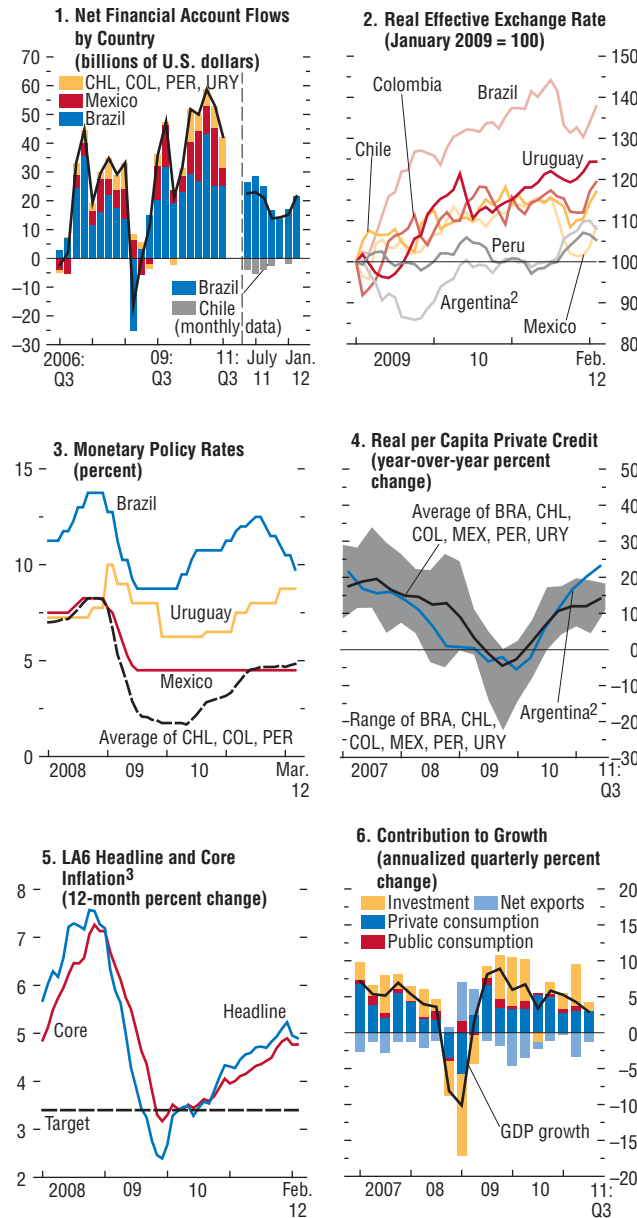 1. Net Financial Account Flows
by Country
(billions of U.S. dollars)
70
60
50
40
30
20
10
0
–10
–20
–30
CHL, COL, PER, URY
Mexico
Brazil
Brazil
Chile
(monthly data)
2006:
Q3
09:
Q3
11:
Q3
July
11
Jan.
12
2. Real Effective Exchange Rate
(January 2009 = 100)
150
140
130
120
110
100
90
80
Colombia
Brazil
Chile
Uruguay
Peru
Argentina²
Mexico
2009
10
Feb.
12
3. Monetary Policy Rates
(percent)
15
10
5
0
Brazil
Uruguay
Mexico
Average of CHL, COL, PER
2008
09
10
Mar.
12
4. Real per Capita Private Credit
(year-over-year percent
change)
50
40
30
20
10
0
–10
–20
–30
Average of BRA, CHL,
COL, MEX, PER, URY
Argentina²
Range of BRA, CHL,
COL, MEX, PER, URY
2007
08
09
10
11:
Q3
5. LA6 Headline and Core
Inflation³
(12-month percent change)
8
7
6
5
4
3
2
Core
Headline
Target
2008
09
10
Feb.
12
6. Contribution to Growth
(annualized quarterly percent
change)
20
15
10
5
0
–5
–10
–15
–20
Investment
Net exports
Private consumption
Public consumption
GDP growth
2007
08
09
10
11:
Q3